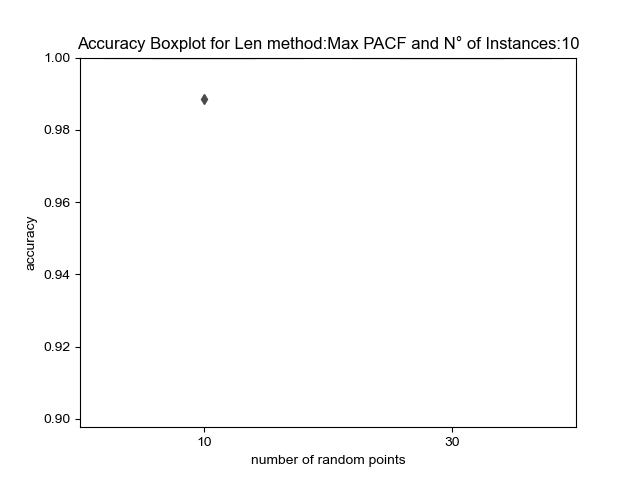 Accuracy Boxplot for Len method:Max PACF and N° of Instances:10
1.00
0.98
0.96
0.94
0.92
0.90
accuracy
10
30
number of random points